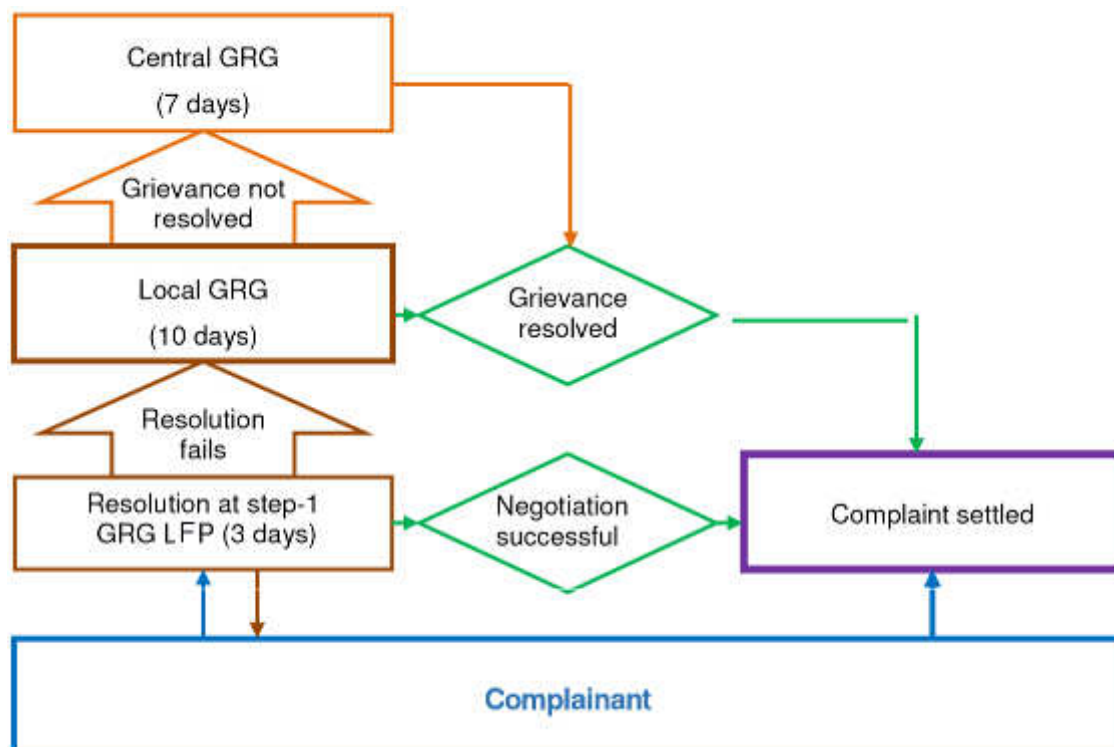 Central GRG
(7 days)
Grievance not
resolved
Local GRG
(10 days)
Grievance
resolved
Resolution
fails
Resolution at step-1
GRG LFP (3 days)
Negotiation
successful
Complaint settled
Complainant